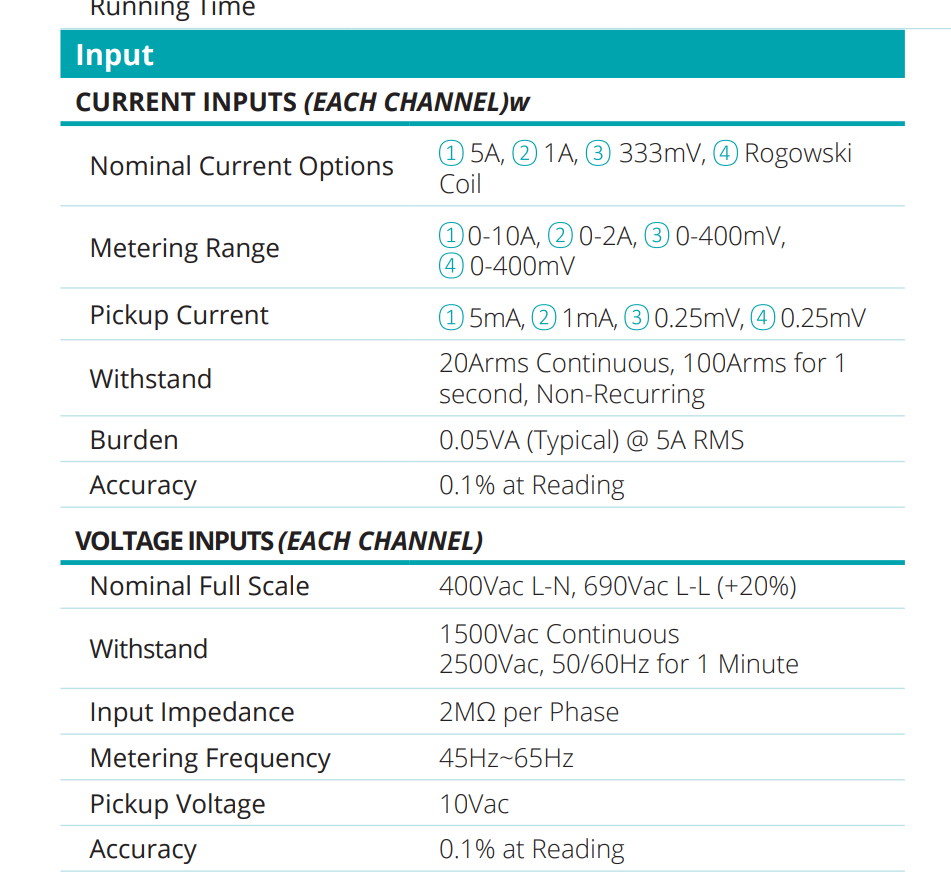 Running Time
Input
CURRENT INPUTS (EACH CHANNEL)w
Nominal Current Options
① 5A, ② 1A, ③ 333mV, ④ Rogowski
Coil
Metering Range
① 0-10A, ② 0-2A, ③ 0-400mV,
④ 0-400mV
Pickup Current
① 5mA, ② 1mA, ③ 0.25mV, ④ 0.25mV
Withstand
20Arms Continuous, 100Arms for 1
second, Non-Recurring
Burden
0.05VA (Typical) @ 5A RMS
Accuracy
0.1% at Reading
VOLTAGE INPUTS (EACH CHANNEL)
Nominal Full Scale
400Vac L-N, 690Vac L-L (+20%)
Withstand
1500Vac Continuous
2500Vac, 50/60Hz for 1 Minute
Input Impedance
2MΩ per Phase
Metering Frequency
45Hz~65Hz
Pickup Voltage
10Vac
Accuracy
0.1% at Reading